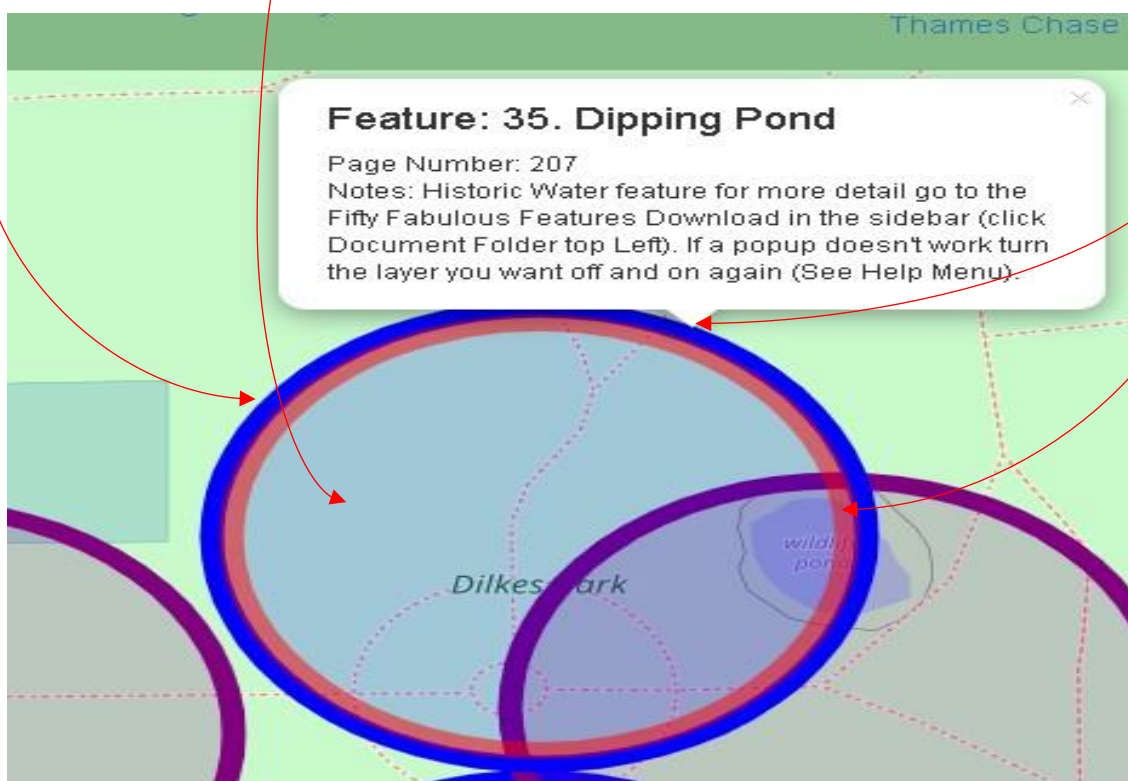 Thames Chase
Feature: 35. Dipping Pond
×
Page Number: 207
Notes: Historic Water feature for more detail go to the
Fifty Fabulous Features Download in the sidebar (click
Document Folder top Left). If a popup doesn't work turn
the layer you want off and on again (See Help Menu).
pond
Dilkes Park